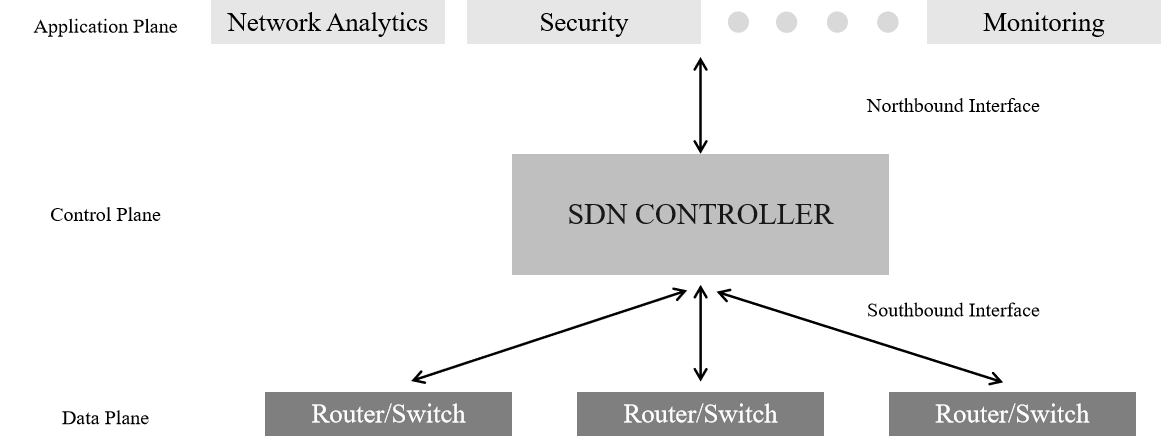 Application Plane
Network Analytics
Security
Monitoring
Northbound Interface
Control Plane
SDN CONTROLLER
Southbound Interface
Data Plane
Router/Switch
Router/Switch
Router/Switch